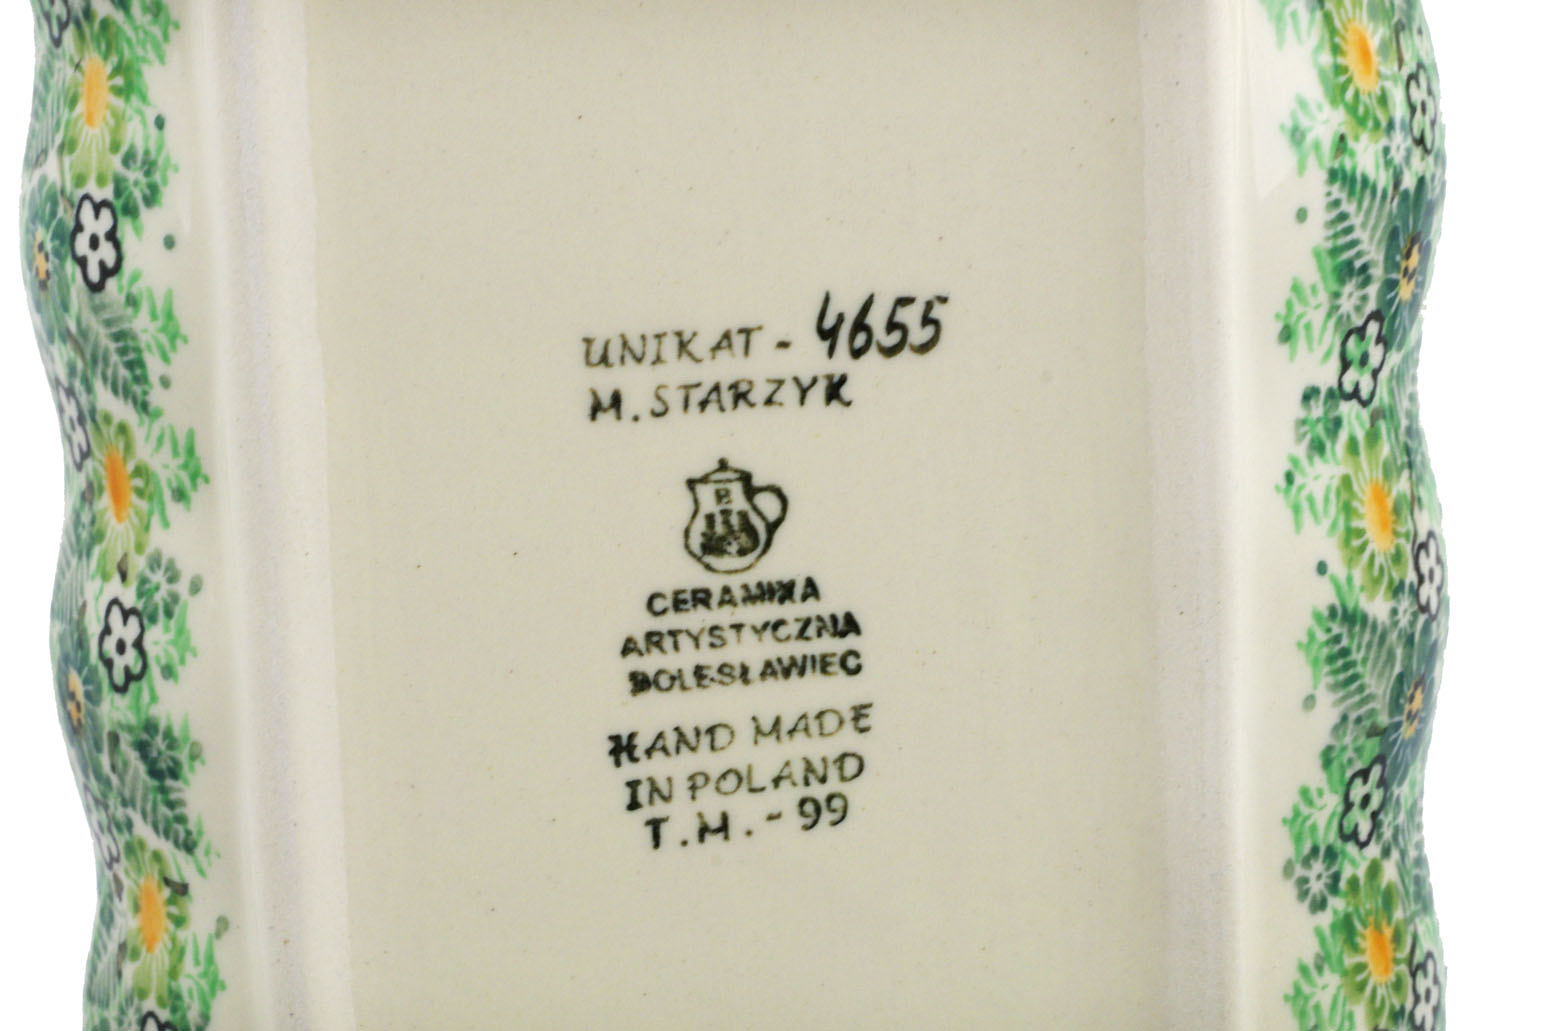 UNIKAT - 4655
M. STARZYK
CERAMIKA
ARTYSTYCZNA
BOLESŁAWIEC
HAND MADE
IN POLAND
T.M. - 99